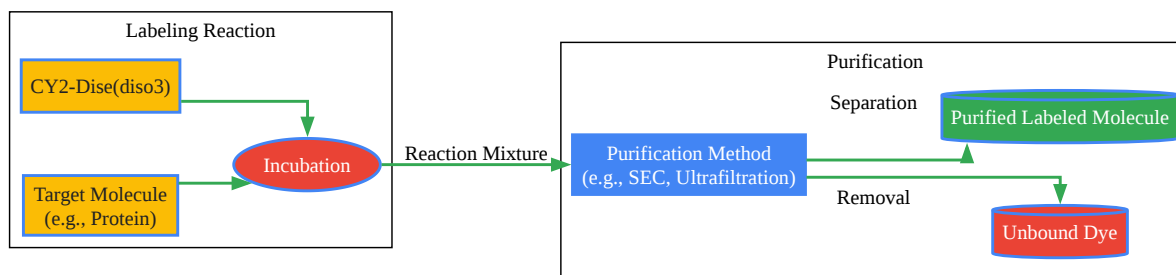 Labeling Reaction
CY2-Dise(diso3)
Target Molecule
(e.g., Protein)
Incubation
Reaction Mixture
Purification
Purification Method
(e.g., SEC, Ultrafiltration)
Separation
Purified Labeled Molecule
Removal
Unbound Dye